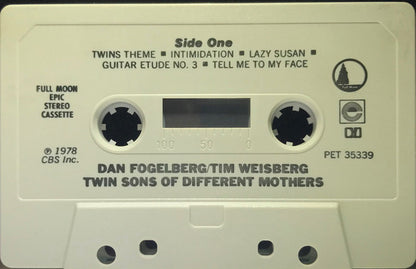 Side One
TWINS THEME ■ INTIMIDATION ■ LAZY SUSAN ■
GUITAR ETUDE NO. 3 ■ TELL ME TO MY FACE
FULL MOON
EPIC
STEREO
CASSETTE
Full Moon
100 50 0
℗ 1978
CBS Inc.
PET 35339
DAN FOGELBERG/TIM WEISBERG
TWIN SONS OF DIFFERENT MOTHERS